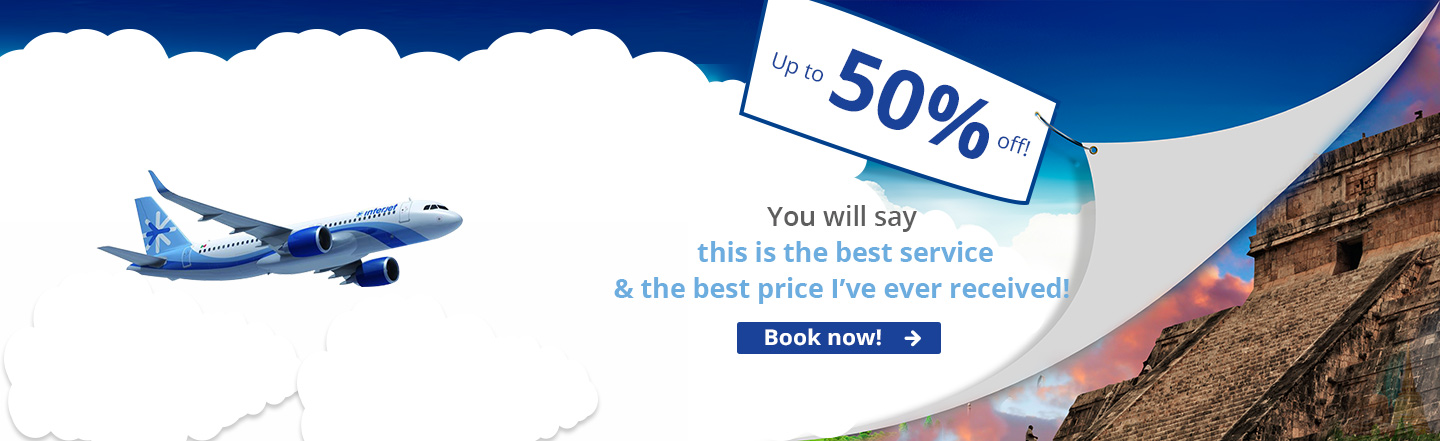 Up to 50% off!
interjet
You will say
this is the best service
& the best price I’ve ever received!
Book now!